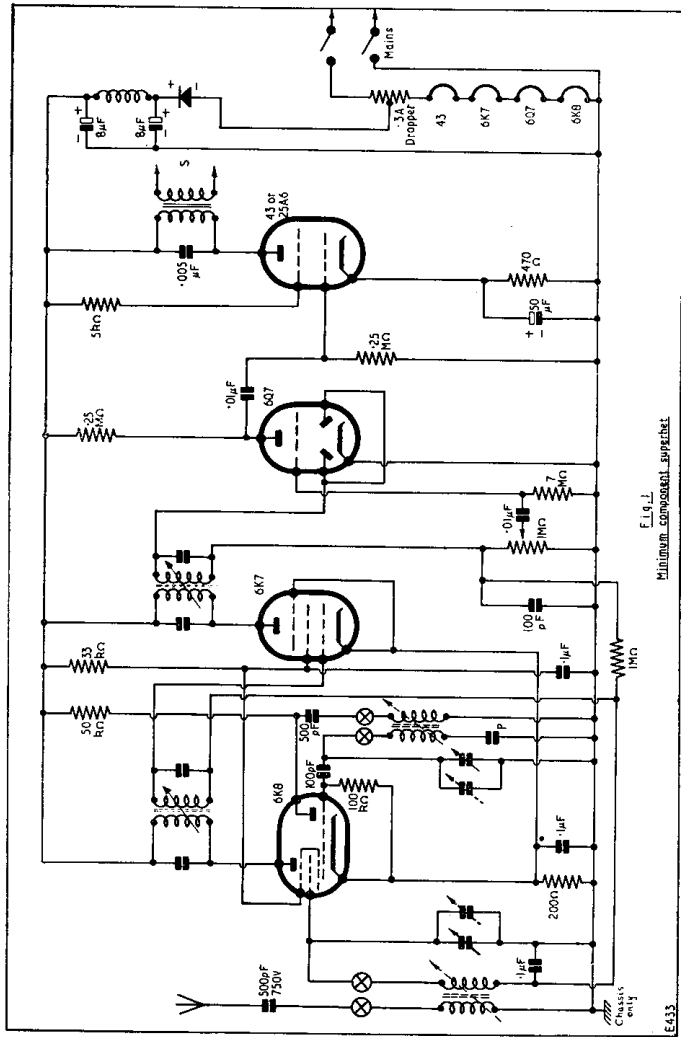 Mains
·3A
Dropper
43
6K7
6Q7
6K8
+
-
+
8μF
-
+
8μF
-
S
43 or
25A6
·005
μF
5KΩ
470
Ω
50
μF
+
-
·25
MΩ
·01μF
·25
MΩ
6Q7
7
MΩ
·01μF
1MΩ
100
pF
1MΩ
6K7
33
KΩ
50
KΩ
·1μF
500
pF
P
100pF
100
KΩ
6K8
·1μF
200Ω
·1μF
500pF
750V
Chassis
only
Fig.1
Minimum component superhet
E433